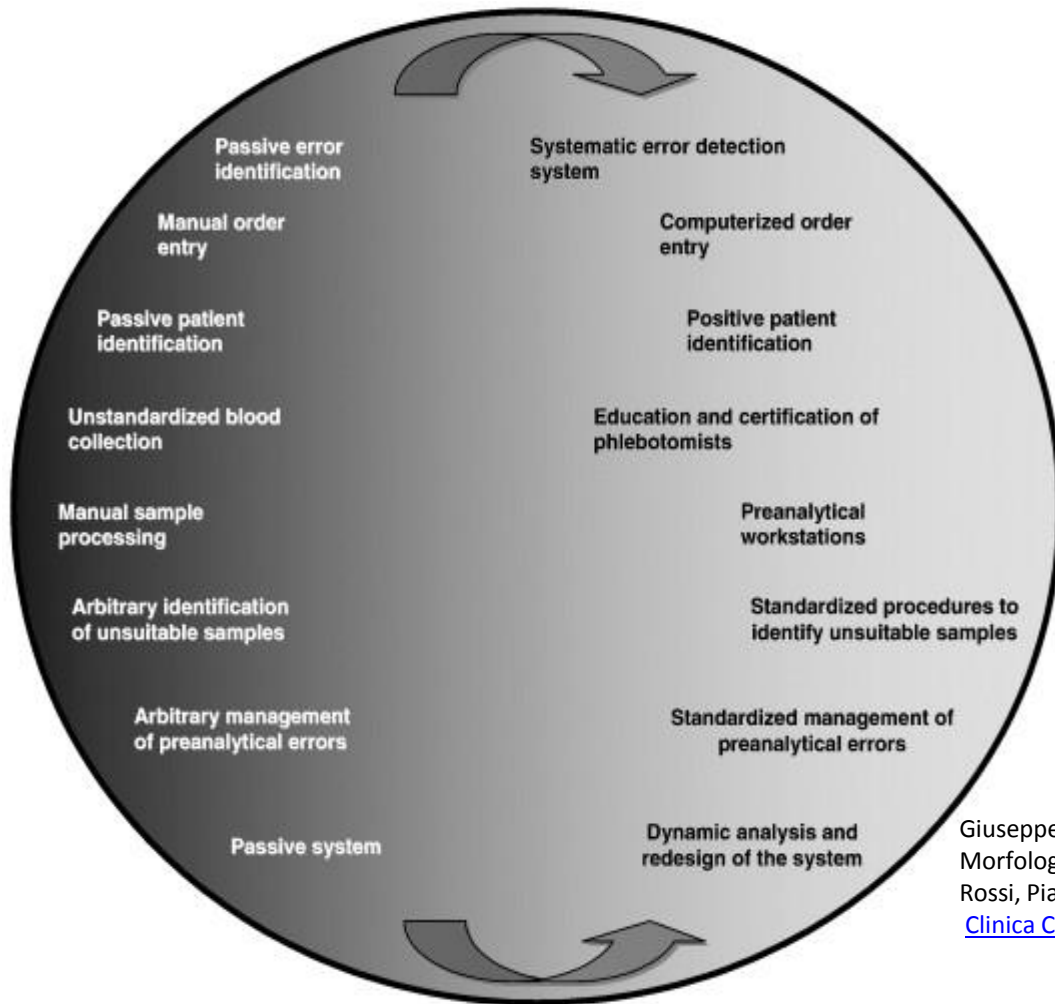 Passive error
identification
Systematic error detection
system
Manual order
entry
Computerized order
entry
Passive patient
identification
Positive patient
identification
Unstandardized blood
collection
Education and certification of
phlebotomists
Manual sample
processing
Preanalytical
workstations
Arbitrary identification
of unsuitable samples
Standardized procedures to
identify unsuitable samples
Arbitrary management
of preanalytical errors
Standardized management of
preanalytical errors
Passive system
Dynamic analysis and
redesign of the system
Giuseppe
Morfolog
Rossi, Pia
Clinica C